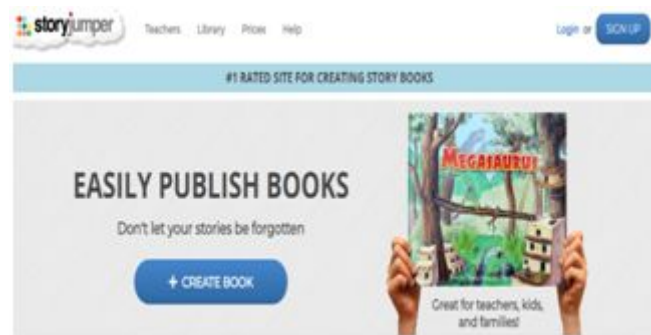 storyjumper
Teachers Library Prices Help
Login or SIGN UP
#1 RATED SITE FOR CREATING STORY BOOKS
EASILY PUBLISH BOOKS
Don't let your stories be forgotten
+ CREATE BOOK
MEGASAURUS
Great for teachers, kids,
and families!